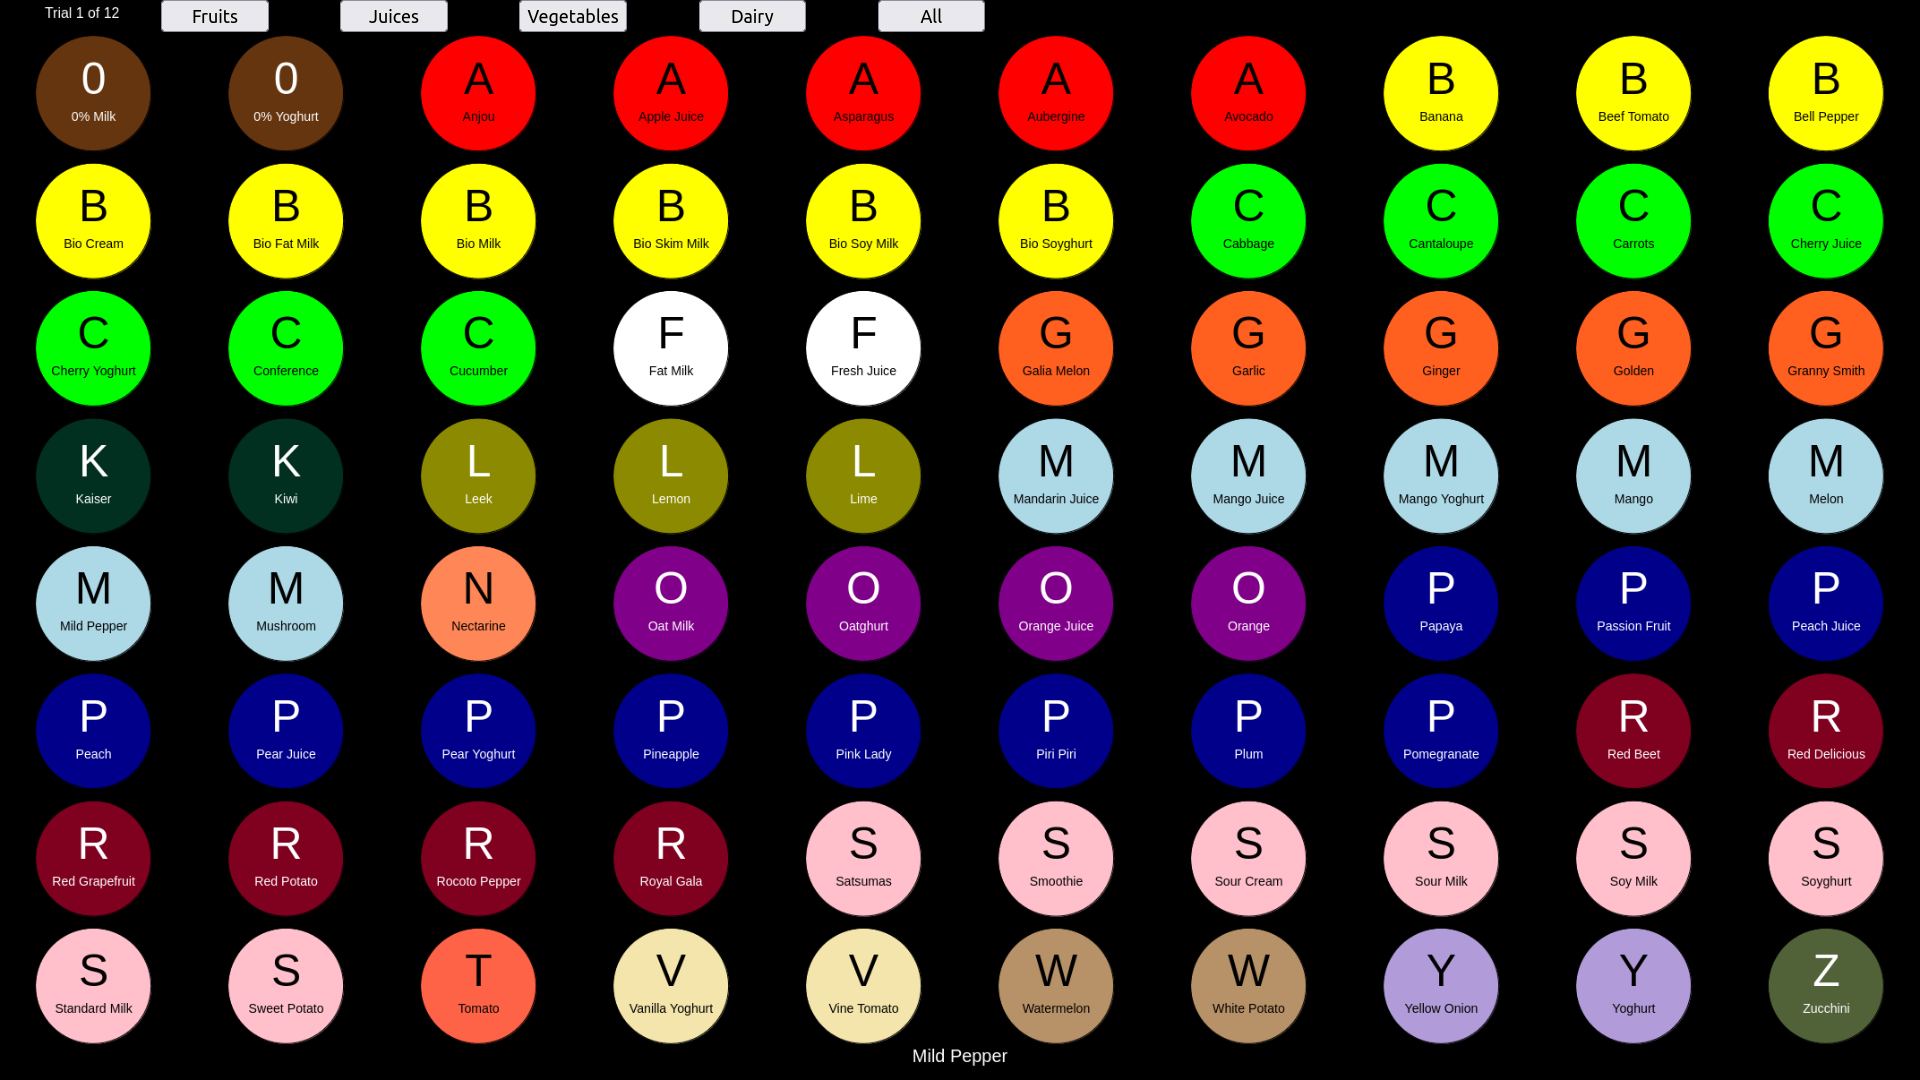 Trial 1 of 12 Fruits Juices Vegetables Dairy All
0 0 A A A A A B B B
0% Milk 0% Yoghurt Anjou Apple Juice Asparagus Aubergine Avocado Banana Beef Tomato Bell Pepper
B B B B B B C C C C
Bio Cream Bio Fat Milk Bio Milk Bio Skim Milk Bio Soy Milk Bio Soyghurt Cabbage Cantaloupe Carrots Cherry Juice
C C C F F G G G G G
Cherry Yoghurt Conference Cucumber Fat Milk Fresh Juice Galia Melon Garlic Ginger Golden Granny Smith
K K L L L M M M M M
Kaiser Kiwi Leek Lemon Lime Mandarin Juice Mango Juice Mango Yoghurt Mango Melon
M M N O O O O P P P
Mild Pepper Mushroom Nectarine Oat Milk Oatghurt Orange Juice Orange Papaya Passion Fruit Peach Juice
P P P P P P P P R R
Peach Pear Juice Pear Yoghurt Pineapple Pink Lady Piri Piri Plum Pomegranate Red Beet Red Delicious
R R R R S S S S S S
Red Grapefruit Red Potato Rocoto Pepper Royal Gala Satsumas Smoothie Sour Cream Sour Milk Soy Milk Soyghurt
S S T V V W W Y Y Z
Standard Milk Sweet Potato Tomato Vanilla Yoghurt Vine Tomato Watermelon White Potato Yellow Onion Yoghurt Zucchini
Mild Pepper